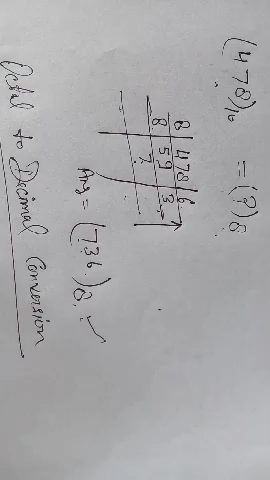 (478)10 = (?)8
8 478 6
8 59 3
7
Ans = (736)8
Octal to Decimal Conversion